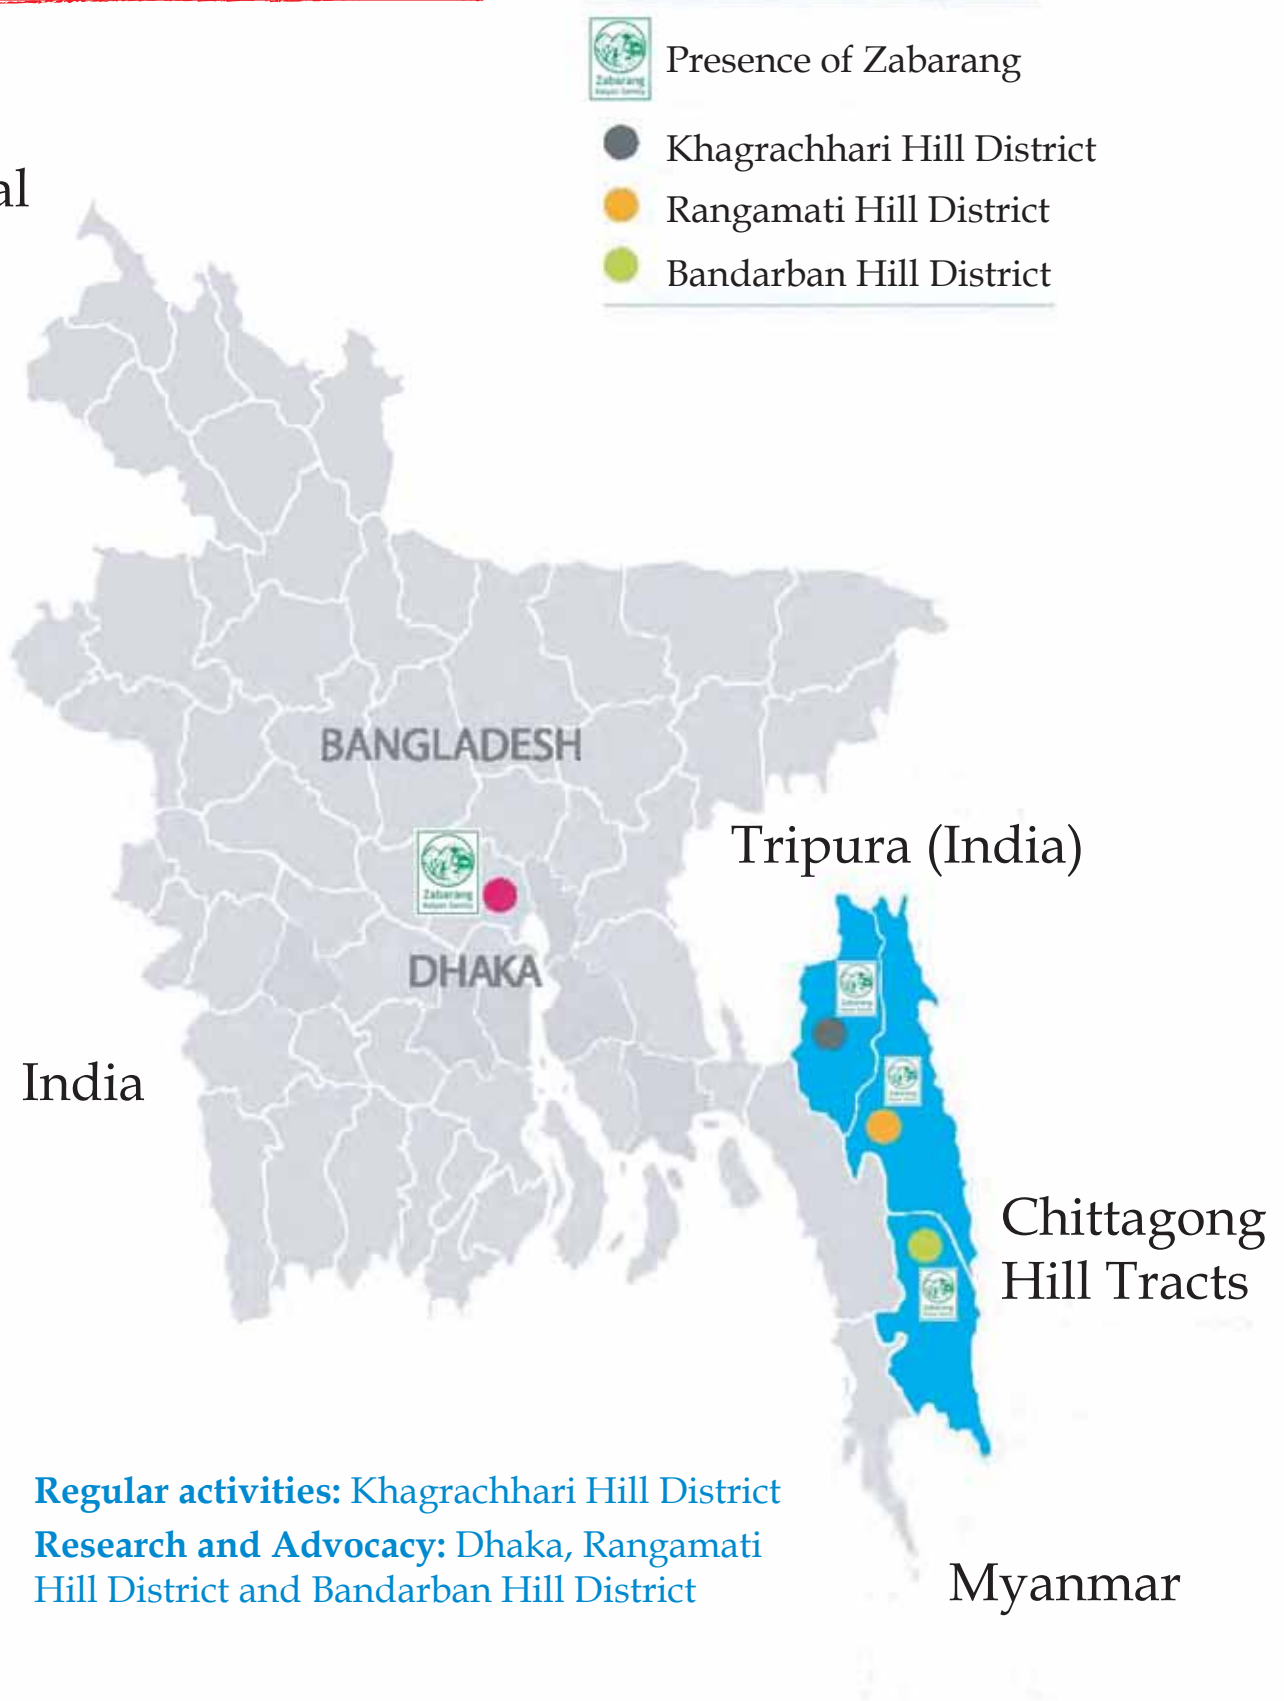 Presence of Zabarang
Khagrachhari Hill District
Rangamati Hill District
Bandarban Hill District
al
BANGLADESH
Tripura (India)
Zabarang
DHAKA
India
Chittagong
Hill Tracts
Regular activities: Khagrachhari Hill District
Research and Advocacy: Dhaka, Rangamati
Hill District and Bandarban Hill District
Myanmar